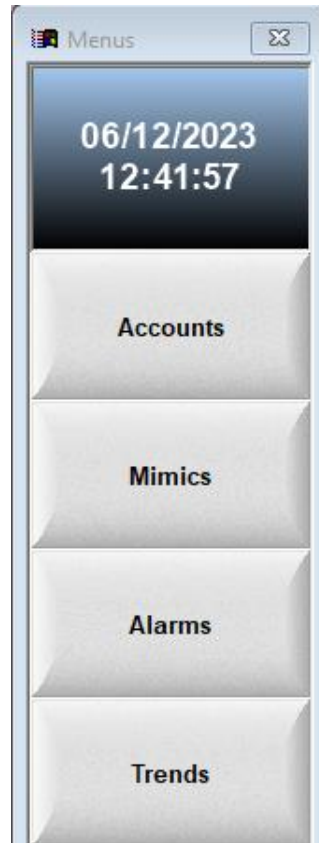 Menus
06/12/2023
12:41:57
Accounts
Mimics
Alarms
Trends